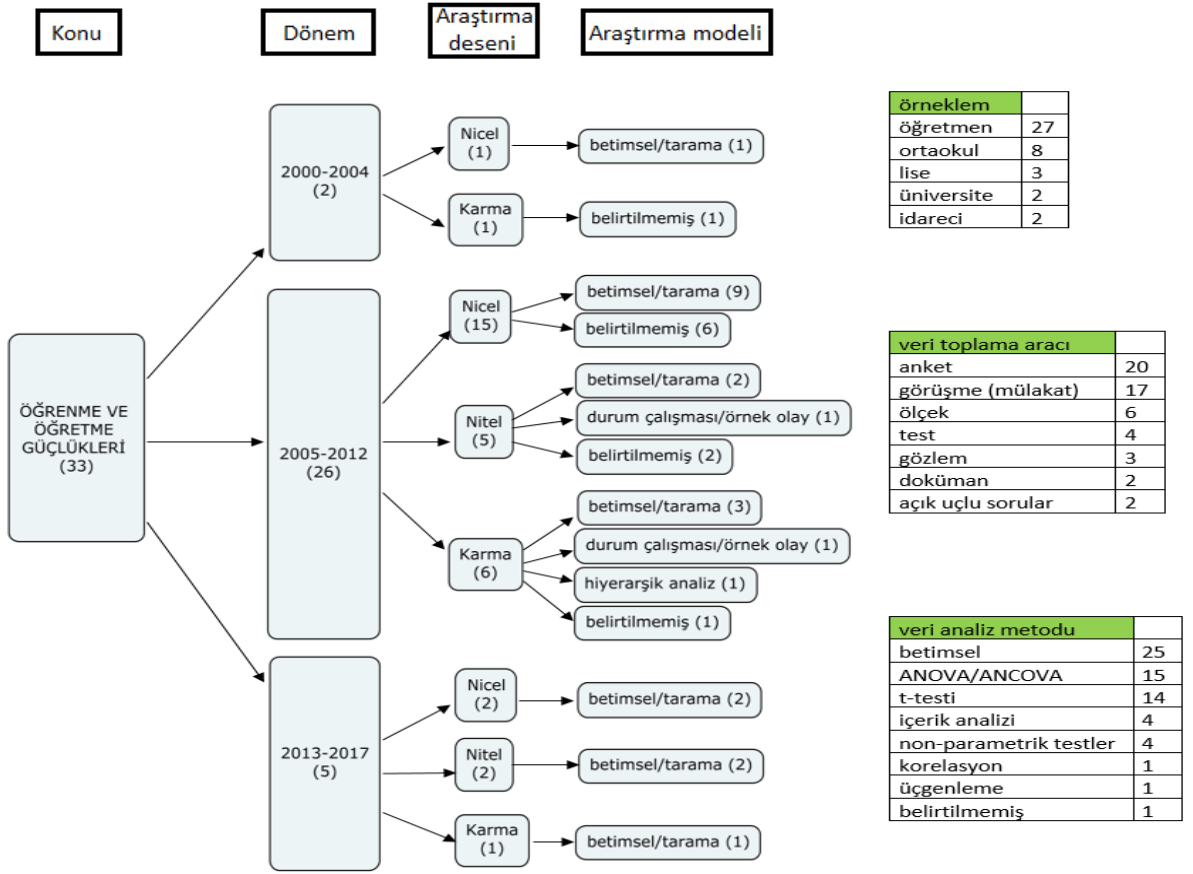 Konu
Dönem
Araştırma
deseni
Araştırma modeli
ÖĞRENME VE
ÖĞRETME
GÜÇLÜKLERİ
(33)
2000-2004
(2)
Nicel
(1)
betimsel/tarama (1)
Karma
(1)
belirtilmemiş (1)
2005-2012
(26)
Nicel
(15)
betimsel/tarama (9)
belirtilmemiş (6)
Nitel
(5)
betimsel/tarama (2)
durum çalışması/örnek olay (1)
belirtilmemiş (2)
Karma
(6)
betimsel/tarama (3)
durum çalışması/örnek olay (1)
hiyerarşik analiz (1)
belirtilmemiş (1)
2013-2017
(5)
Nicel
(2)
betimsel/tarama (2)
Nitel
(2)
betimsel/tarama (2)
Karma
(1)
betimsel/tarama (1)
örneklem
öğretmen 27
ortaokul 8
lise 3
üniversite 2
idareci 2
veri toplama aracı
anket 20
görüşme (mülakat) 17
ölçek 6
test 4
gözlem 3
doküman 2
açık uçlu sorular 2
veri analiz metodu
betimsel 25
ANOVA/ANCOVA 15
t-testi 14
içerik analizi 4
non-parametrik testler 4
korelasyon 1
üçgenleme 1
belirtilmemiş 1